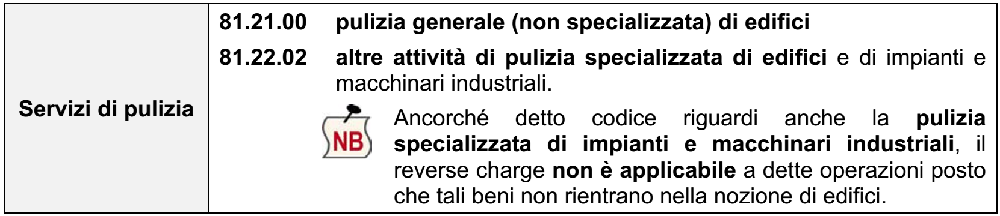 Servizi di pulizia
81.21.00 pulizia generale (non specializzata) di edifici
81.22.02 altre attività di pulizia specializzata di edifici e di impianti e
macchinari industriali.
NB
Ancorché detto codice riguardi anche la pulizia
specializzata di impianti e macchinari industriali, il
reverse charge non è applicabile a dette operazioni posto
che tali beni non rientrano nella nozione di edifici.